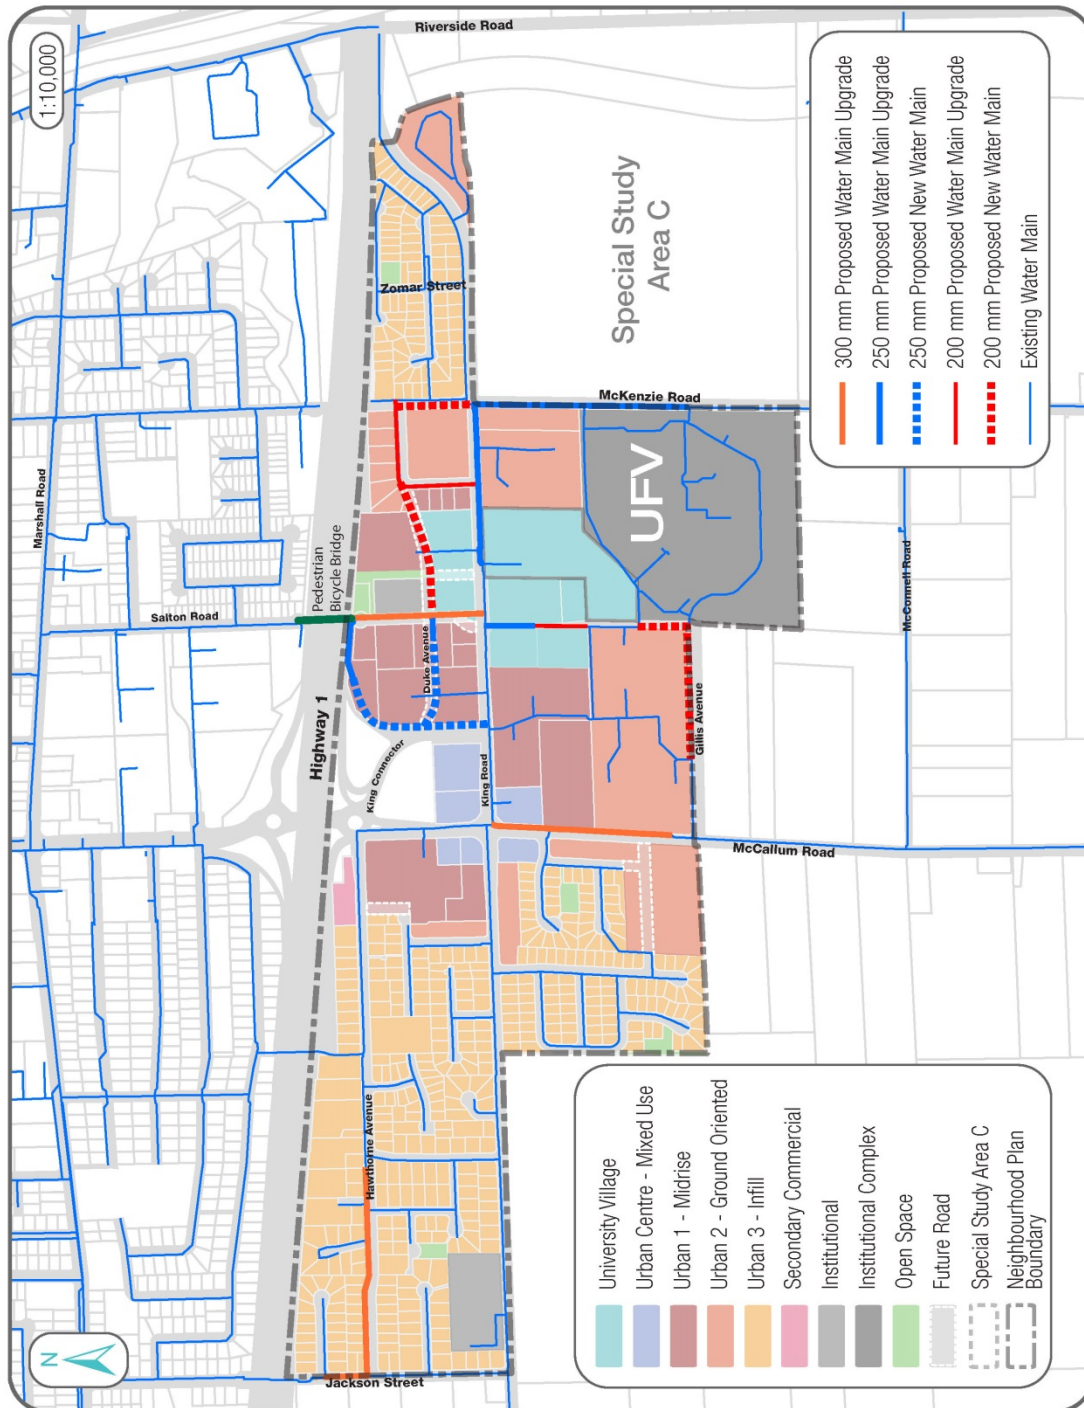 N
1:10,000
Riverside Road
Marshall Road
Salton Road
Pedestrian
Bicycle Bridge
Highway 1
Zomar Street
Special Study
Area C
McKenzie Road
UFV
Duke Avenue
King Connector
King Road
Gillis Avenue
McConnell Road
McCallum Road
Hawthorne Avenue
Jackson Street
University Village
Urban Centre - Mixed Use
Urban 1 - Midrise
Urban 2 - Ground Oriented
Urban 3 - Infill
Secondary Commercial
Institutional
Institutional Complex
Open Space
Future Road
Special Study Area C
Neighbourhood Plan
Boundary
300 mm Proposed Water Main Upgrade
250 mm Proposed Water Main Upgrade
250 mm Proposed New Water Main
200 mm Proposed Water Main Upgrade
200 mm Proposed New Water Main
Existing Water Main